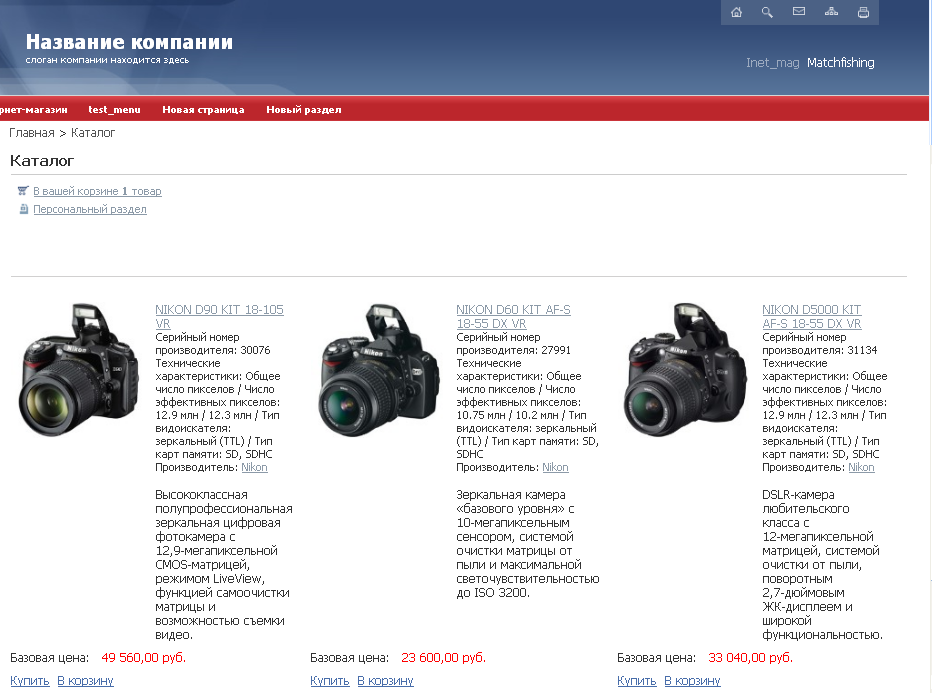 Название компании
слоган компании находится здесь
Inet_mag Matchfishing
рнет-магазин test_menu Новая страница Новый раздел
Главная > Каталог
Каталог
В вашей корзине 1 товар
Персональный раздел
NIKON D90 KIT 18-105
VR
Серийный номер
производителя: 30076
Технические
характеристики: Общее
число пикселов / Число
эффективных пикселов:
12.9 млн / 12.3 млн / Тип
видоискателя:
зеркальный (TTL) / Тип
карт памяти: SD, SDHC
Производитель: Nikon
Высококлассная
полупрофессиональная
зеркальная цифровая
фотокамера с
12,9-мегапиксельной
CMOS-матрицей,
режимом LiveView,
функцией самоочистки
матрицы и
возможностью съемки
видео.
Базовая цена: 49 560,00 руб.
Купить В корзину
NIKON D60 KIT AF-S
18-55 DX VR
Серийный номер
производителя: 27991
Технические
характеристики: Общее
число пикселов / Число
эффективных пикселов:
10.75 млн / 10.2 млн / Тип
видоискателя: зеркальный
(TTL) / Тип карт памяти: SD,
SDHC
Производитель: Nikon
Зеркальная камера
«базового уровня» с
10-мегапиксельным
сенсором, системой
очистки матрицы от
пыли и максимальной
светочувствительностью
до ISO 3200.
Базовая цена: 23 600,00 руб.
Купить В корзину
NIKON D5000 KIT
AF-S 18-55 DX VR
Серийный номер
производителя: 31134
Технические
характеристики: Общее
число пикселов / Число
эффективных пикселов:
12.9 млн / 12.3 млн / Тип
видоискателя:
зеркальный (TTL) / Тип
карт памяти: SD, SDHC
Производитель: Nikon
DSLR-камера
любительского
класса с
12-мегапиксельной
матрицей, системой
очистки от пыли,
поворотным
2,7-дюймовым
ЖК-дисплеем и
широкой
функциональностью.
Базовая цена: 33 040,00 руб.
Купить В корзину